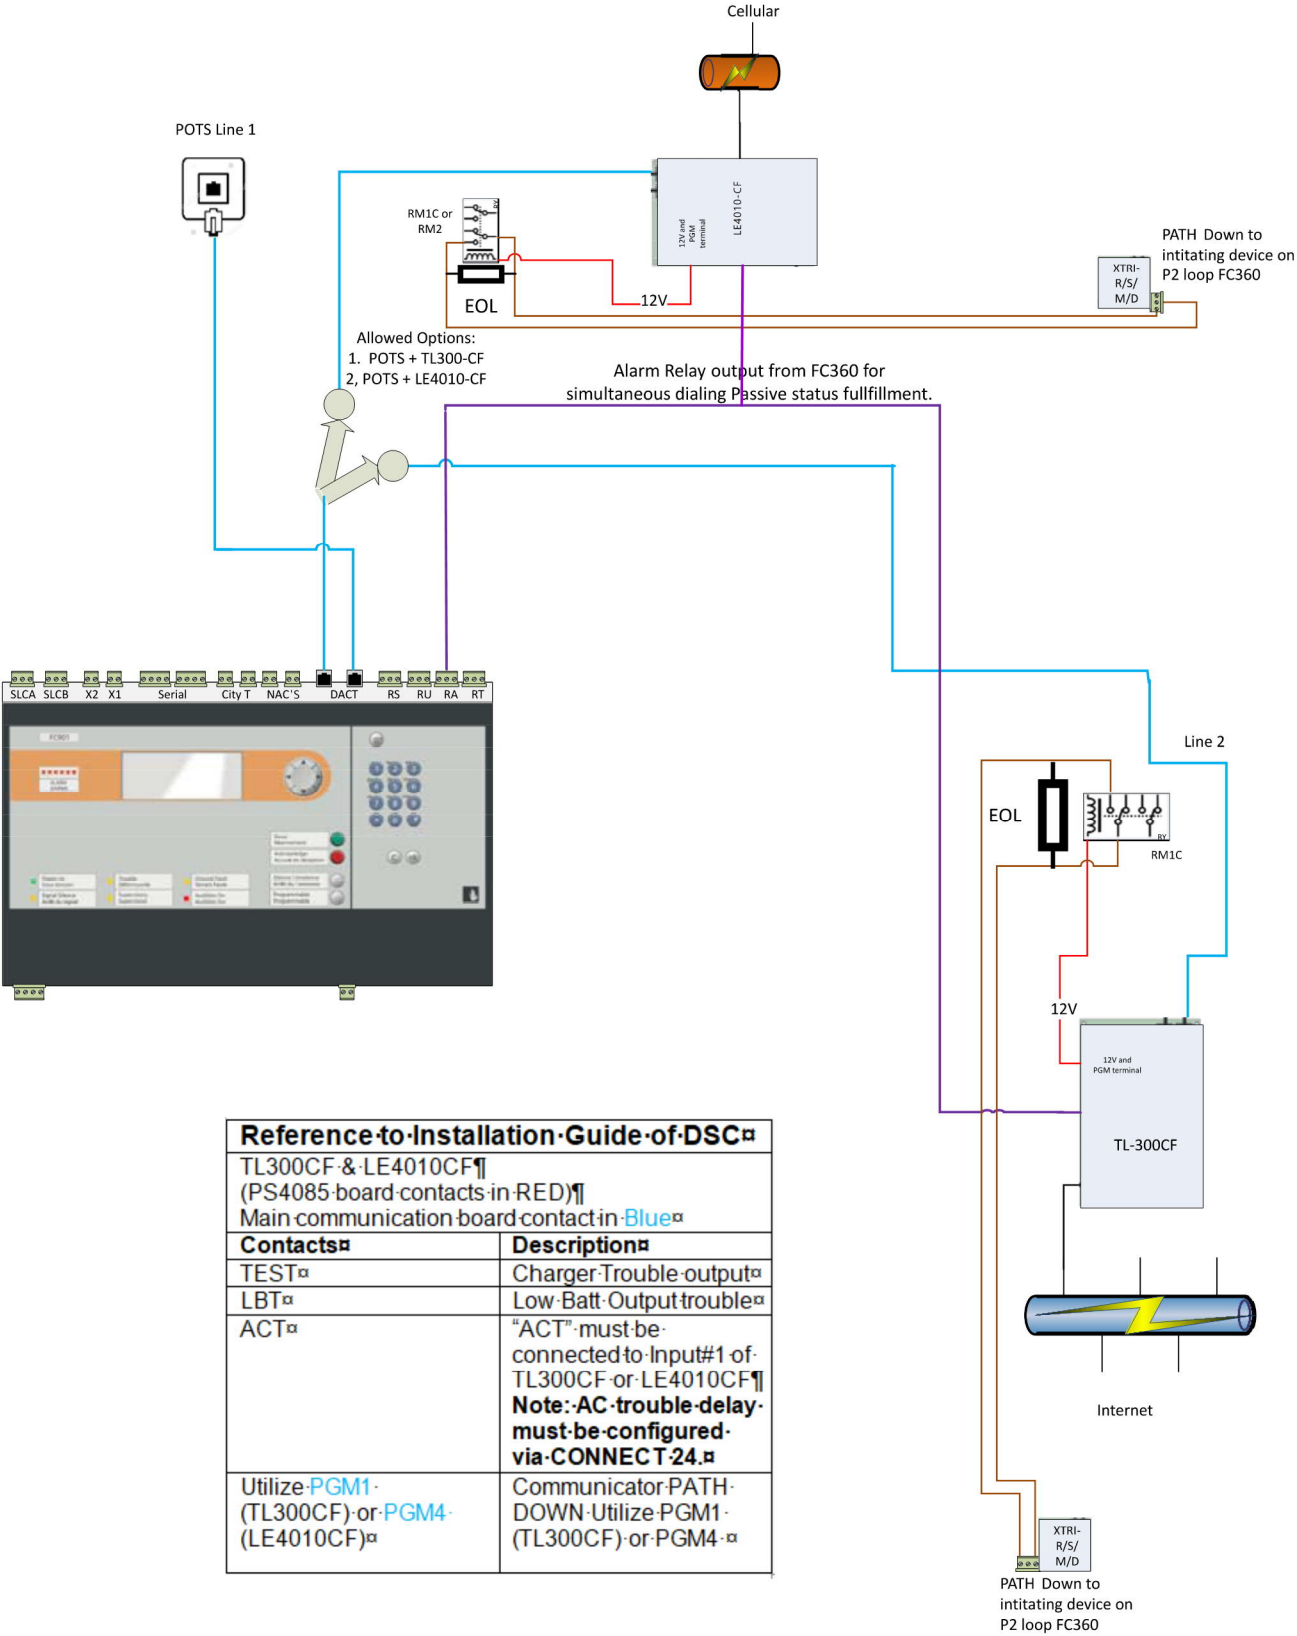 Cellular
POTS Line 1
LE4010-CF
12V and
PGM
terminal
RM1C or
RM2
RY
EOL
12V
XTRI-
R/S/
M/D
PATH Down to
intitating device on
P2 loop FC360
Allowed Options:
1. POTS + TL300-CF
2, POTS + LE4010-CF
Alarm Relay output from FC360 for
simultaneous dialing Passive status fullfillment.
SLCA SLCB X2 X1 Serial City T NAC'S DACT RS RU RA RT
FC901
Line 2
EOL
RY
RM1C
12V
12V and
PGM terminal
TL-300CF
Internet
XTRI-
R/S/
M/D
PATH Down to
intitating device on
P2 loop FC360
Reference·to·Installation·Guide·of·DSC¤
TL300CF·&·LE4010CF¶
(PS4085·board·contacts·in·RED)¶
Main·communication·board·contact·in·Blue¤
Contacts¤ Description¤
TEST¤ Charger·Trouble·output¤
LBT¤ Low·Batt·Output·trouble¤
ACT¤ “ACT”·must·be·
connected·to·Input#1·of·
TL300CF·or·LE4010CF¶
Note:·AC·trouble·delay·
must·be·configured·
via·CONNECT·24.¤
Utilize·PGM1·
(TL300CF)·or·PGM4·
(LE4010CF)¤
Communicator·PATH·
DOWN·Utilize·PGM1·
(TL300CF)·or·PGM4·¤